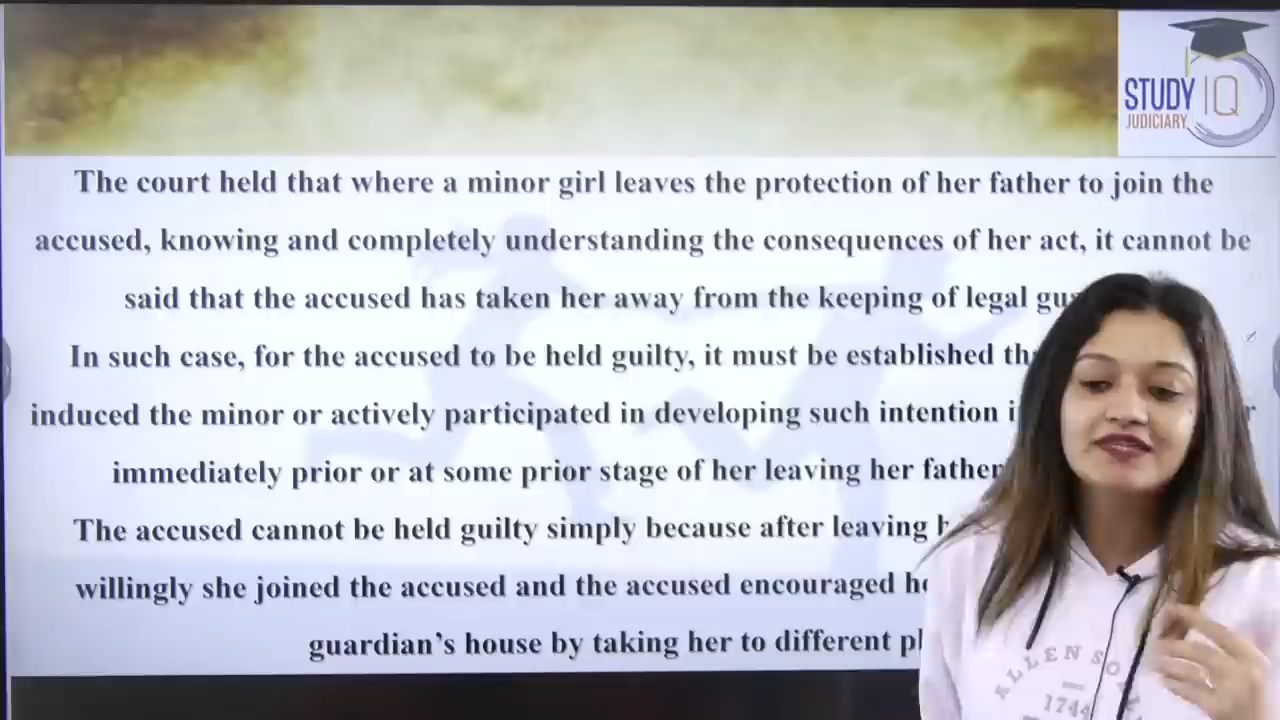 STUDY IQ
JUDICIARY
The court held that where a minor girl leaves the protection of her father to join the
accused, knowing and completely understanding the consequences of her act, it cannot be
said that the accused has taken her away from the keeping of legal
In such case, for the accused to be held guilty, it must be established
induced the minor or actively participated in developing such intention
immediately prior or at some prior stage of her leaving her
The accused cannot be held guilty simply because after leaving
willingly she joined the accused and the accused encouraged
guardian's house by taking her to different
ALLEN SO
1744